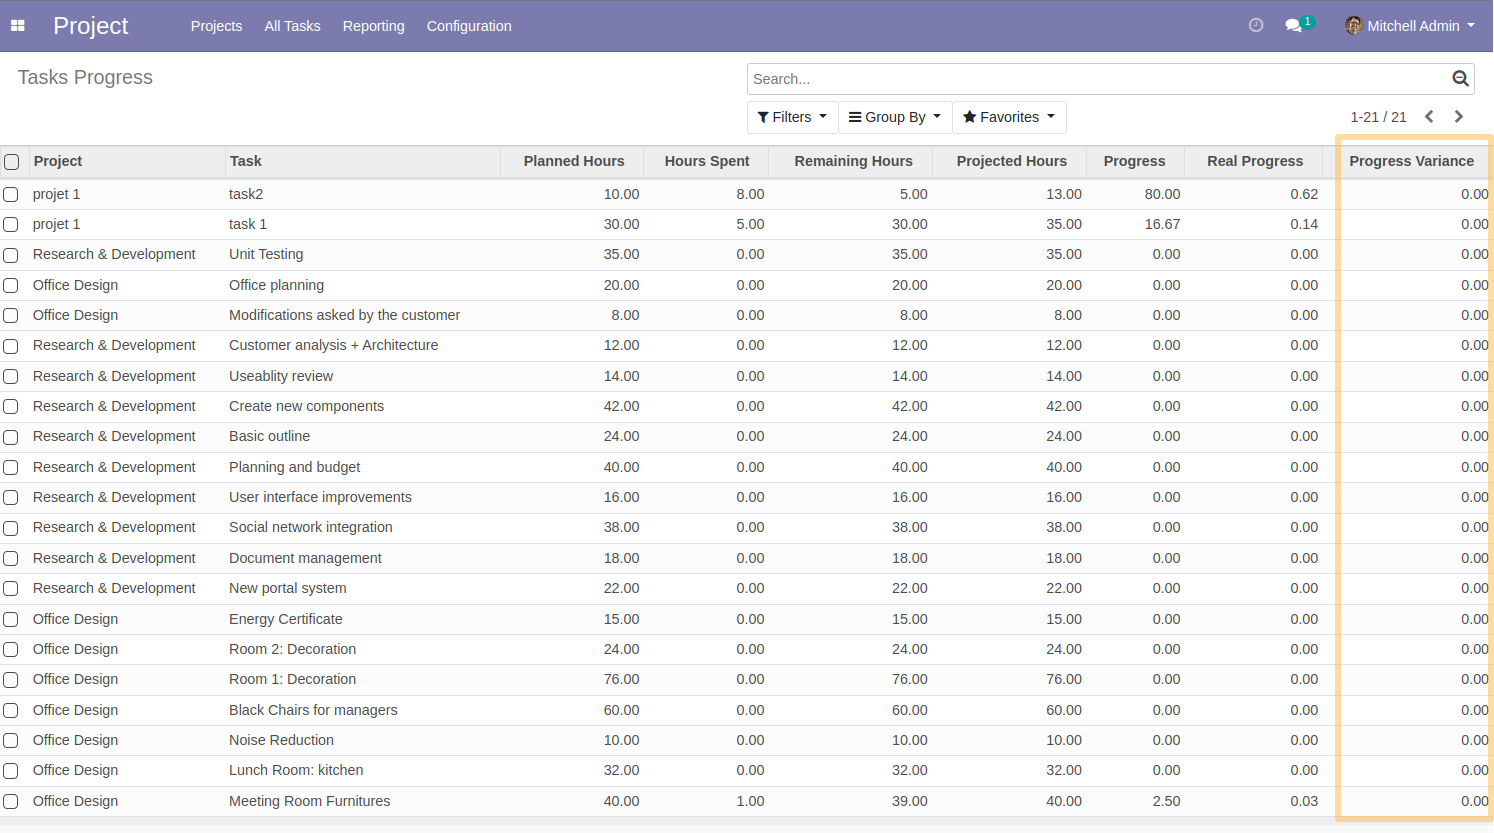 Project Projects All Tasks Reporting Configuration 1 Mitchell Admin
Tasks Progress Search...
Filters Group By Favorites 1-21 / 21
Project Task Planned Hours Hours Spent Remaining Hours Projected Hours Progress Real Progress Progress Variance
projet 1 task2 10.00 8.00 5.00 13.00 80.00 0.62 0.00
projet 1 task 1 30.00 5.00 30.00 35.00 16.67 0.14 0.00
Research & Development Unit Testing 35.00 0.00 35.00 35.00 0.00 0.00 0.00
Office Design Office planning 20.00 0.00 20.00 20.00 0.00 0.00 0.00
Office Design Modifications asked by the customer 8.00 0.00 8.00 8.00 0.00 0.00 0.00
Research & Development Customer analysis + Architecture 12.00 0.00 12.00 12.00 0.00 0.00 0.00
Research & Development Useablity review 14.00 0.00 14.00 14.00 0.00 0.00 0.00
Research & Development Create new components 42.00 0.00 42.00 42.00 0.00 0.00 0.00
Research & Development Basic outline 24.00 0.00 24.00 24.00 0.00 0.00 0.00
Research & Development Planning and budget 40.00 0.00 40.00 40.00 0.00 0.00 0.00
Research & Development User interface improvements 16.00 0.00 16.00 16.00 0.00 0.00 0.00
Research & Development Social network integration 38.00 0.00 38.00 38.00 0.00 0.00 0.00
Research & Development Document management 18.00 0.00 18.00 18.00 0.00 0.00 0.00
Research & Development New portal system 22.00 0.00 22.00 22.00 0.00 0.00 0.00
Office Design Energy Certificate 15.00 0.00 15.00 15.00 0.00 0.00 0.00
Office Design Room 2: Decoration 24.00 0.00 24.00 24.00 0.00 0.00 0.00
Office Design Room 1: Decoration 76.00 0.00 76.00 76.00 0.00 0.00 0.00
Office Design Black Chairs for managers 60.00 0.00 60.00 60.00 0.00 0.00 0.00
Office Design Noise Reduction 10.00 0.00 10.00 10.00 0.00 0.00 0.00
Office Design Lunch Room: kitchen 32.00 0.00 32.00 32.00 0.00 0.00 0.00
Office Design Meeting Room Furnitures 40.00 1.00 39.00 40.00 2.50 0.03 0.00